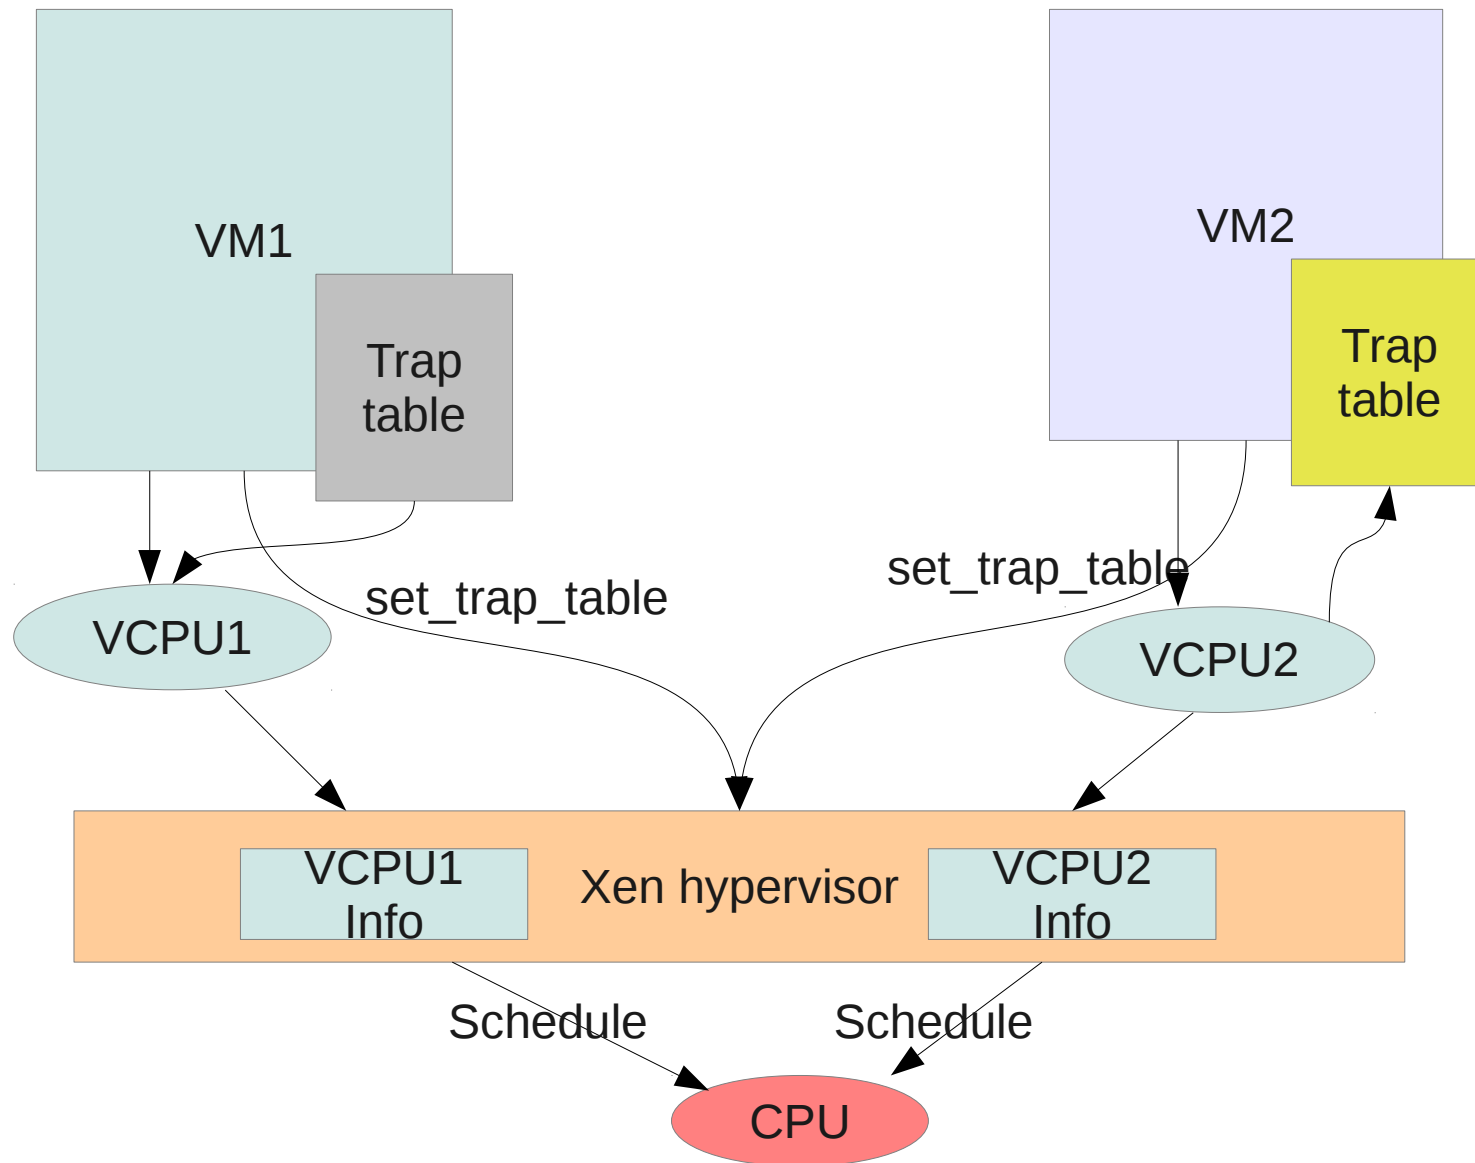 VM1
VM2
Trap
table
Trap
table
set_trap_table
set_trap_table
VCPU1
VCPU2
VCPU1
Info
Xen hypervisor
VCPU2
Info
Schedule
Schedule
CPU